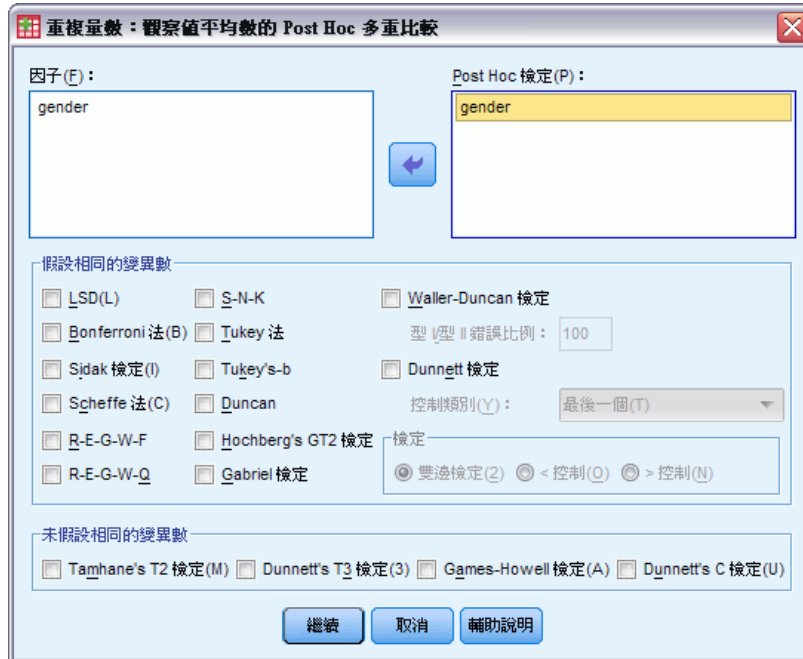 重複量數：觀察值平均數的 Post Hoc 多重比較
因子(F)：
Post Hoc 檢定(P)：
gender
gender
假設相同的變異數
LSD(L)
S-N-K
Waller-Duncan 檢定
Bonferroni 法(B)
Tukey 法
型 I/型 II 錯誤比例：
100
Sidak 檢定(I)
Tukey's-b
Dunnett 檢定
Scheffe 法(C)
Duncan
控制類別(Y)：
最後一個(T)
R-E-G-W-F
Hochberg's GT2 檢定
檢定
R-E-G-W-Q
Gabriel 檢定
雙邊檢定(2)
< 控制(O)
> 控制(N)
未假設相同的變異數
Tamhane's T2 檢定(M)
Dunnett's T3 檢定(3)
Games-Howell 檢定(A)
Dunnett's C 檢定(U)
繼續
取消
輔助說明